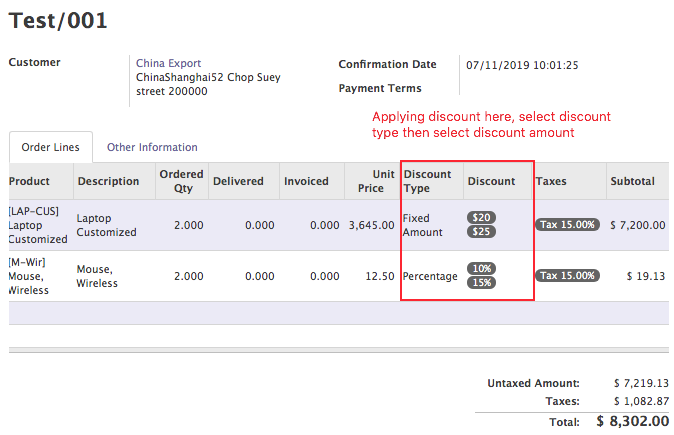 Test/001
Customer
China Export
ChinaShanghai52 Chop Suey
street 200000
Confirmation Date 07/11/2019 10:01:25
Payment Terms
Applying discount here, select discount
type then select discount amount
Order Lines Other Information
Product Description Ordered Qty Delivered Invoiced Unit Price Discount Type Discount Taxes Subtotal
[LAP-CUS]
Laptop
Customized
Laptop
Customized
2.000 0.000 0.000 3,645.00
Fixed
Amount
$20
$25
Tax 15.00% $ 7,200.00
[M-Wir]
Mouse,
Wireless
Mouse,
Wireless
2.000 0.000 0.000 12.50 Percentage
10%
15%
Tax 15.00% $ 19.13
Untaxed Amount: $ 7,219.13
Taxes: $ 1,082.87
Total: $ 8,302.00